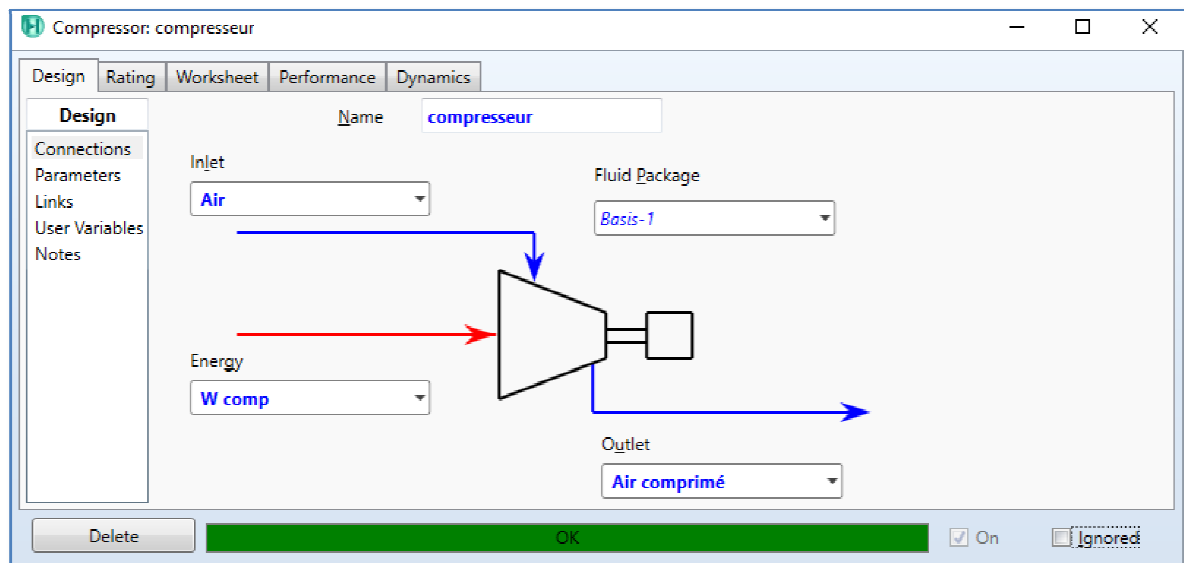 Compressor: compresseur
Design Rating Worksheet Performance Dynamics
Design
Connections
Parameters
Links
User Variables
Notes
Name compresseur
Inlet
Air
Fluid Package
Basis-1
Energy
W comp
Outlet
Air comprimé
Delete OK On Ignored